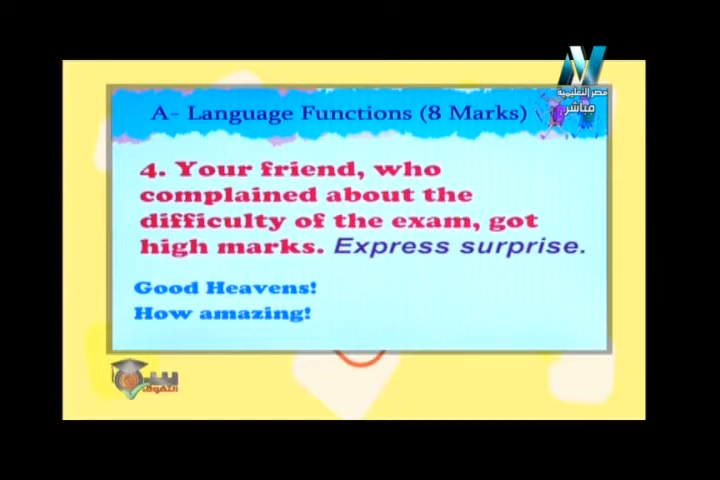 مصر التعليمية
مباشر
A- Language Functions (8 Marks)
4. Your friend, who
complained about the
difficulty of the exam, got
high marks. Express surprise.
Good Heavens!
How amazing!
التفوق